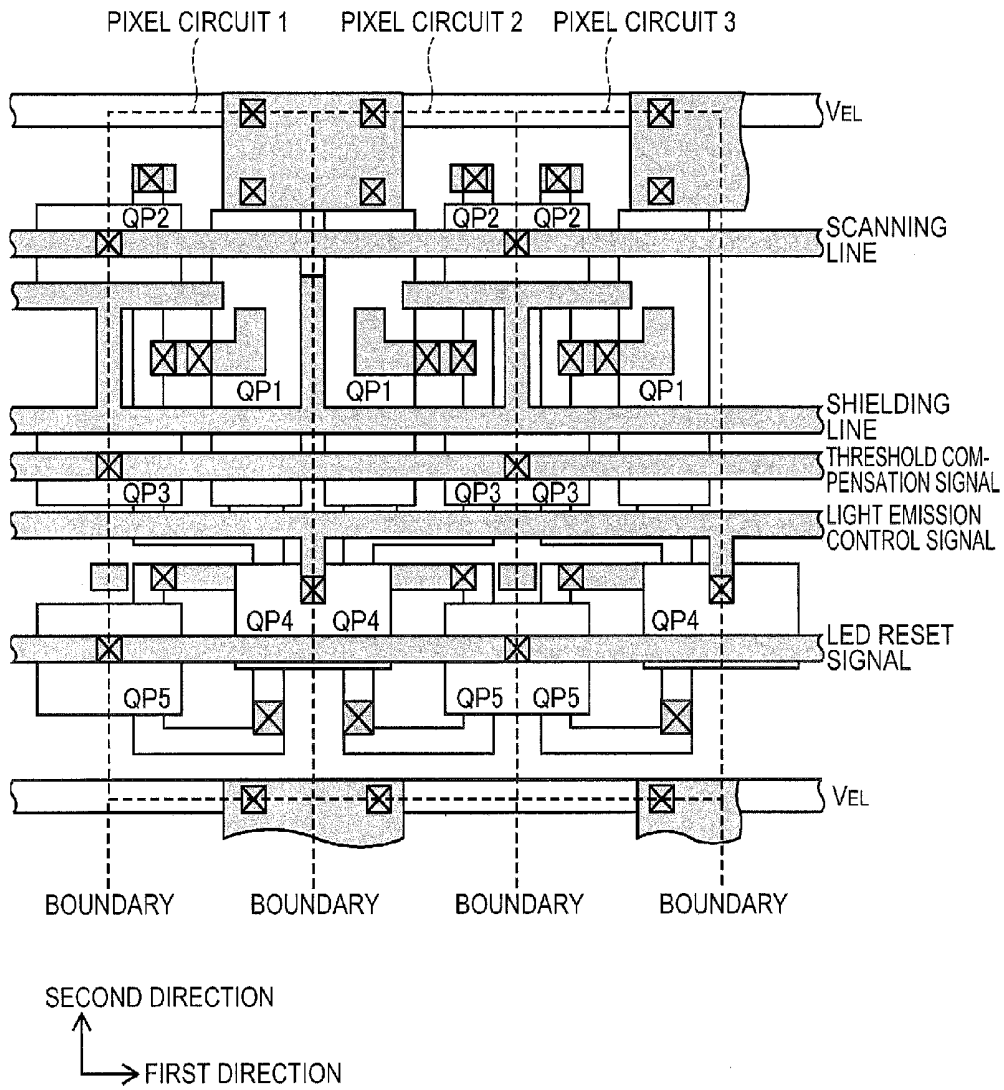 PIXEL CIRCUIT 1
PIXEL CIRCUIT 2
PIXEL CIRCUIT 3
VEL
QP2
QP2
QP2
SCANNING
LINE
QP1
QP1
QP1
SHIELDING
LINE
THRESHOLD COM-
PENSATION SIGNAL
QP3
QP3
QP3
LIGHT EMISSION
CONTROL SIGNAL
QP4
QP4
QP4
LED RESET
SIGNAL
QP5
QP5
QP5
VEL
BOUNDARY
BOUNDARY
BOUNDARY
BOUNDARY
SECOND DIRECTION
FIRST DIRECTION